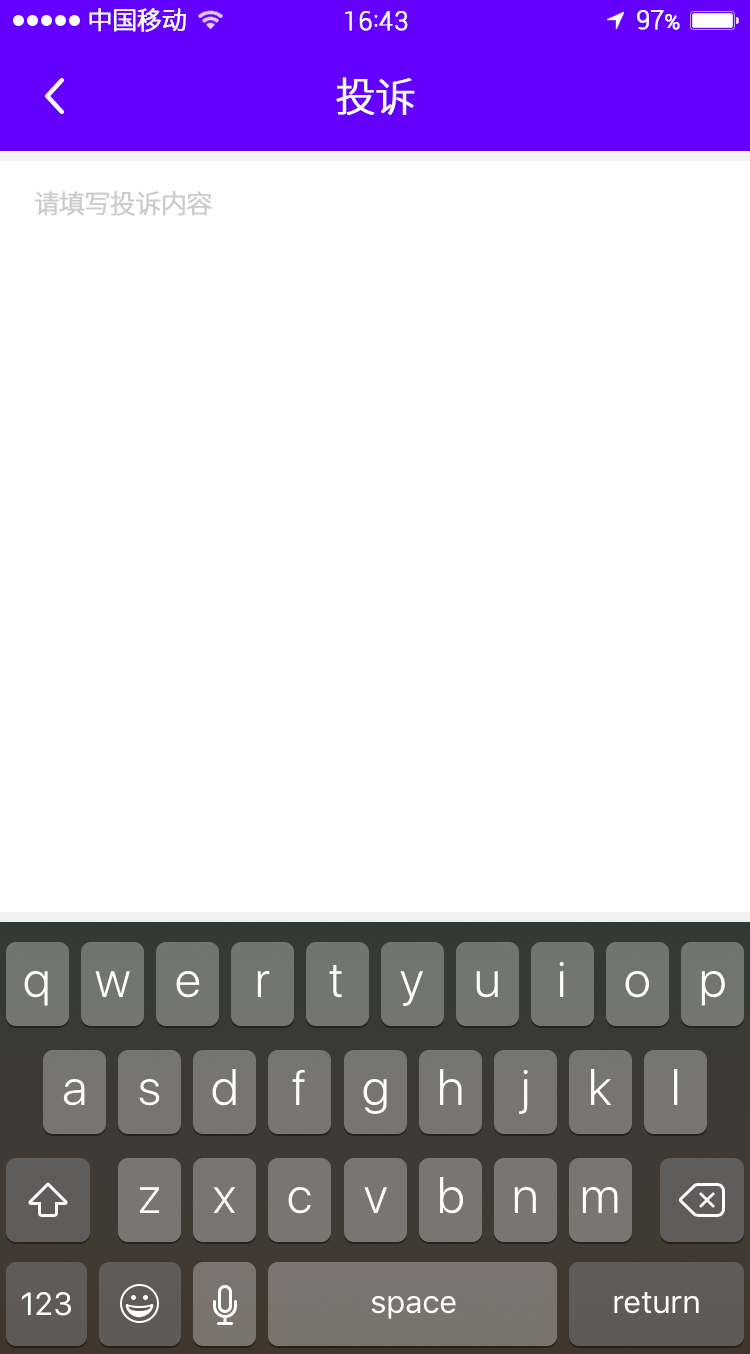 中国移动 16:43 97%
投诉
请填写投诉内容
q w e r t y u i o p
a s d f g h j k l
z x c v b n m
123 space return